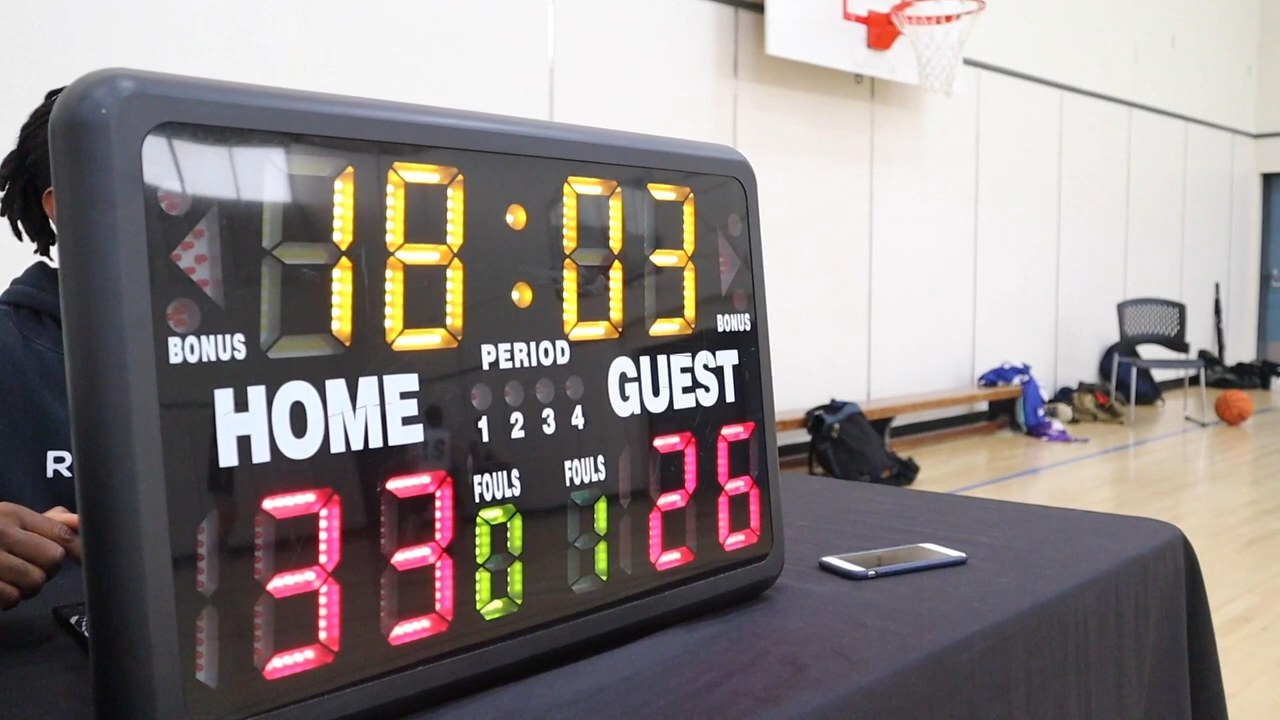 18:03
BONUS
PERIOD
BONUS
HOME
1 2 3 4
GUEST
FOULS
FOULS
33
0
1
26
R